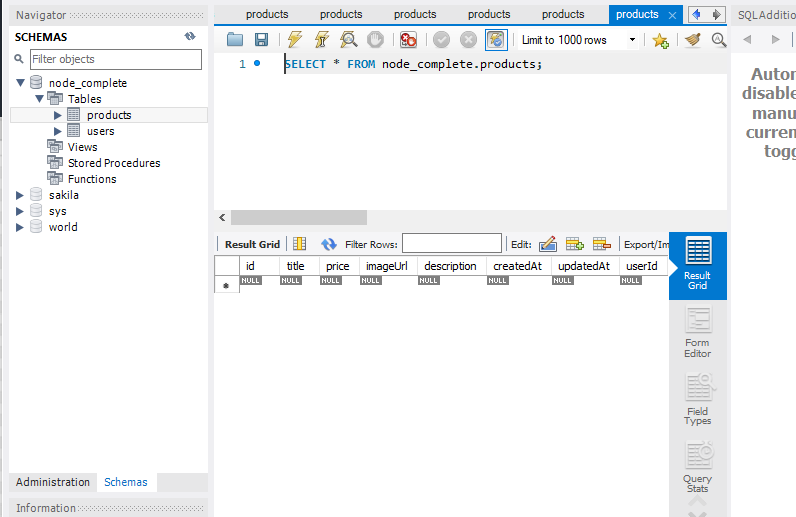 Navigator
SCHEMAS
Filter objects
node_complete
Tables
products
users
Views
Stored Procedures
Functions
sakila
sys
world
Administration Schemas
Information
products products products products products products
Limit to 1000 rows
1 SELECT * FROM node_complete.products;
Result Grid Filter Rows: Edit: Export/Im
id title price imageUrl description createdAt updatedAt userId
NULL NULL NULL NULL NULL NULL NULL NULL
Result
Grid
Form
Editor
Field
Types
Query
Stats
SQLAdditio
Autom
disable
manu
curren
togg